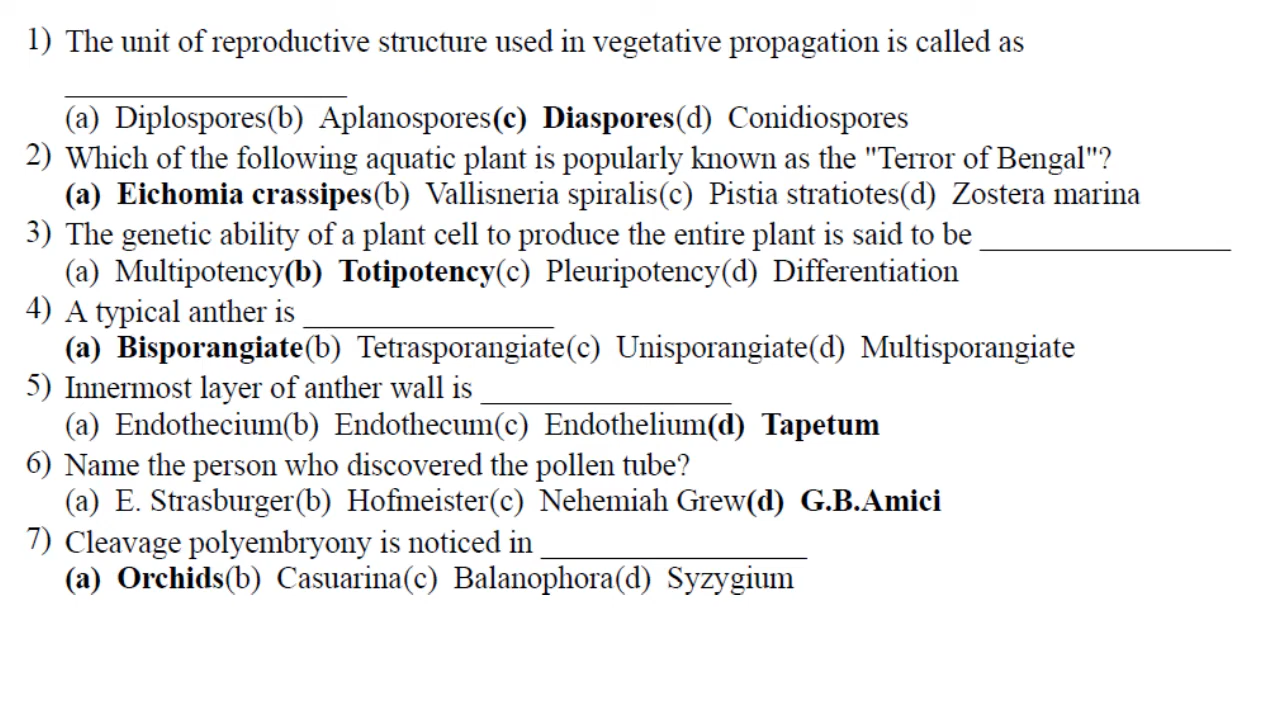 1) The unit of reproductive structure used in vegetative propagation is called as
____________________
(a) Diplospores(b) Aplanospores(c) Diaspores(d) Conidiospores
2) Which of the following aquatic plant is popularly known as the "Terror of Bengal"?
(a) Eichomia crassipes(b) Vallisneria spiralis(c) Pistia stratiotes(d) Zostera marina
3) The genetic ability of a plant cell to produce the entire plant is said to be __________________
(a) Multipotency(b) Totipotency(c) Pleuripotency(d) Differentiation
4) A typical anther is __________________
(a) Bisporangiate(b) Tetrasporangiate(c) Unisporangiate(d) Multisporangiate
5) Innermost layer of anther wall is __________________
(a) Endothecium(b) Endothecum(c) Endothelium(d) Tapetum
6) Name the person who discovered the pollen tube?
(a) E. Strasburger(b) Hofmeister(c) Nehemiah Grew(d) G.B.Amici
7) Cleavage polyembryony is noticed in ___________________
(a) Orchids(b) Casuarina(c) Balanophora(d) Syzygium